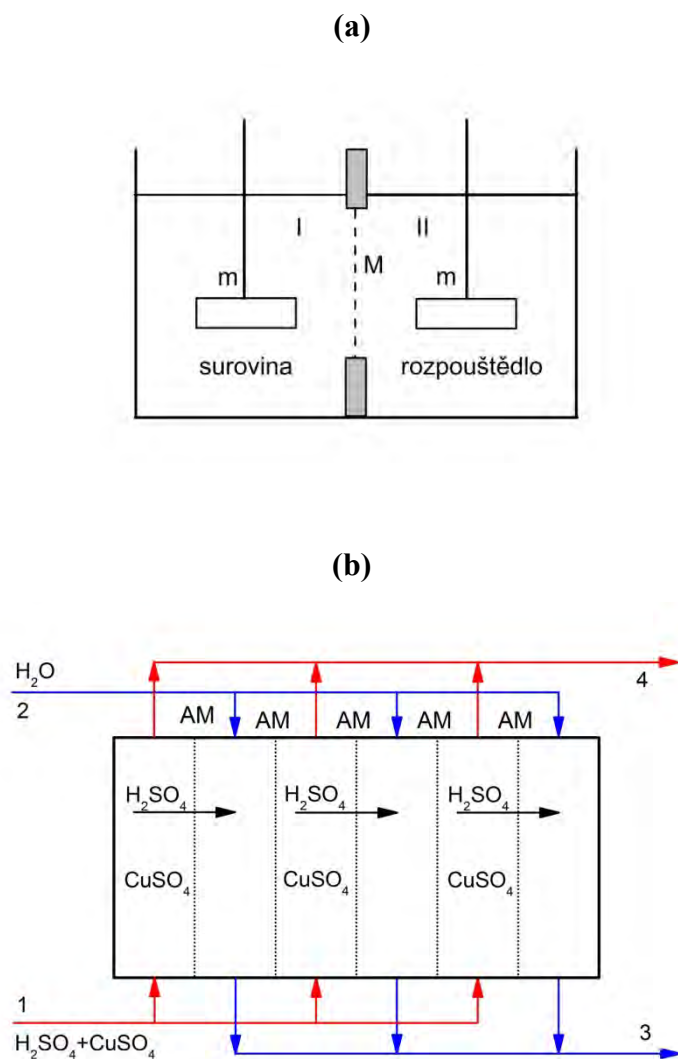 (a)
I II
M
m m
surovina rozpouštědlo
(b)
H₂O
4
2
AM AM AM AM AM
H₂SO₄ H₂SO₄ H₂SO₄
CuSO₄ CuSO₄ CuSO₄
1
H₂SO₄+CuSO₄
3